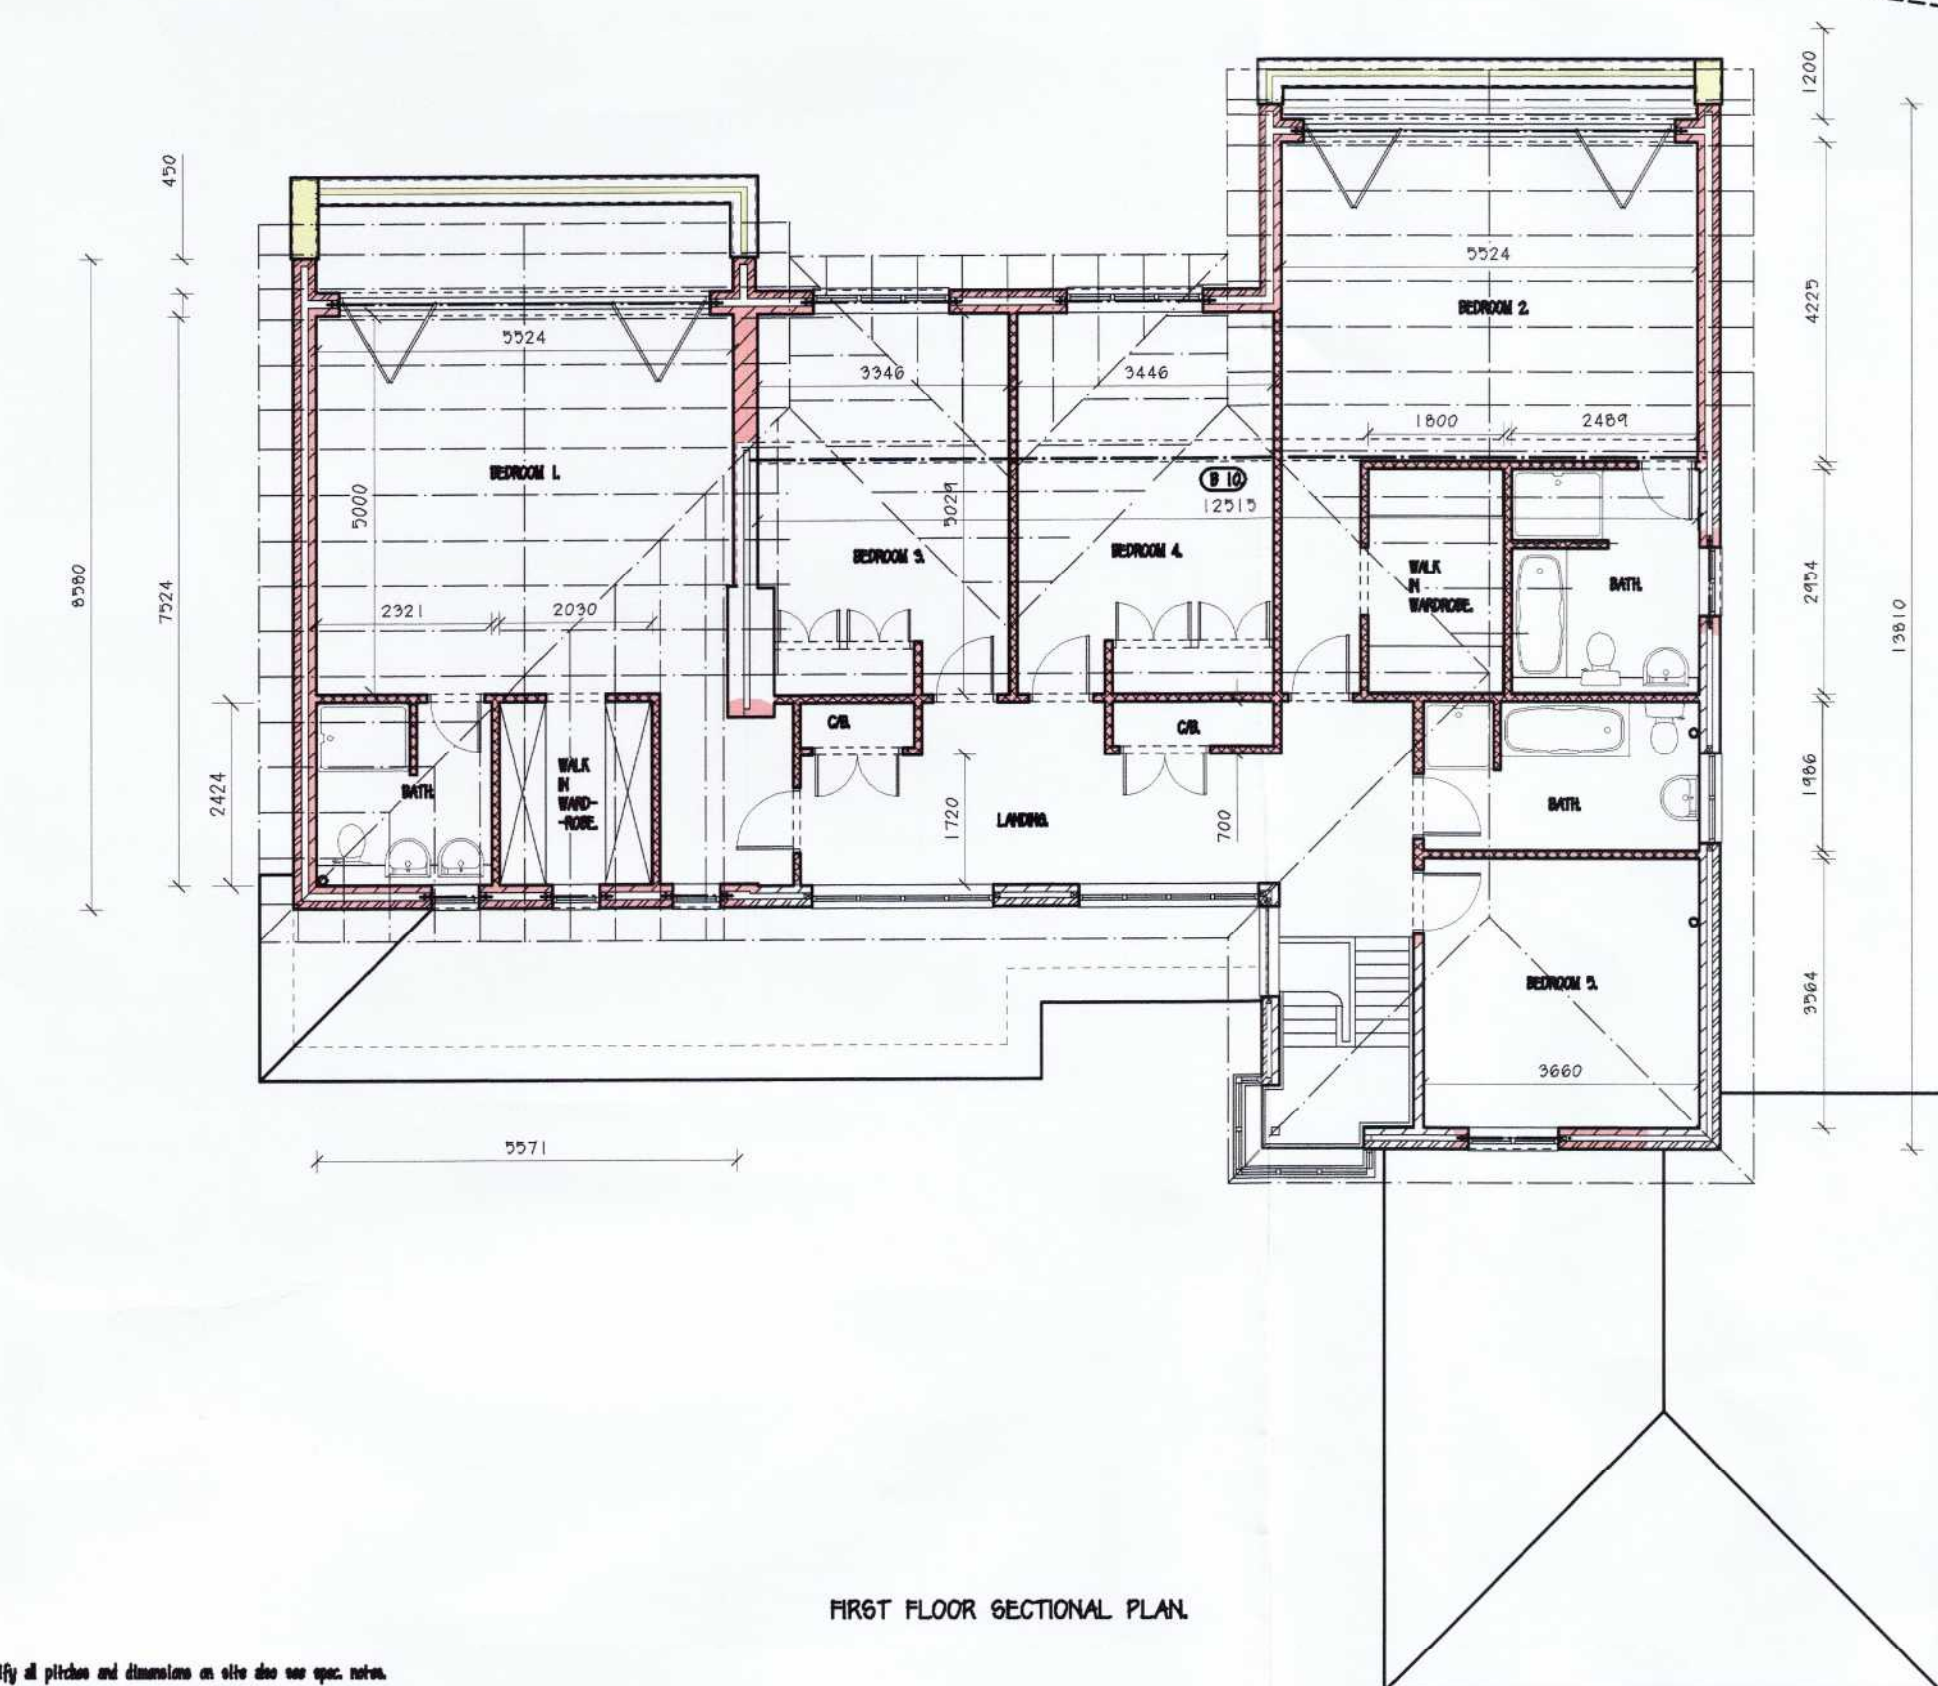 1200
450
5524
BEDROOM 2.
4225
5524
3346
3446
1800
2489
BEDROOM 1.
5000
5029
B 10
12515
BEDROOM 3.
BEDROOM 4.
WALK
IN
WARDROBE.
BATH.
2954
8580
7524
13810
2321
2030
C/B.
C/B.
2424
BATH.
WALK
IN
WARD-
-ROBE.
1720
LANDING.
700
BATH.
1986
BEDROOM 5.
3564
3660
5571
FIRST FLOOR SECTIONAL PLAN.
ify all pitches and dimensions on site also see spec. notes.